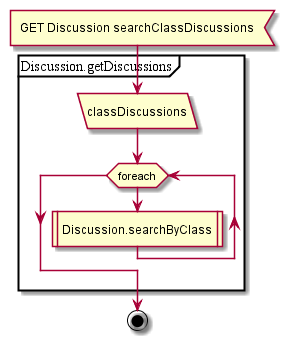 GET Discussion searchClassDiscussions
Discussion.getDiscussions
classDiscussions
foreach
Discussion.searchByClass